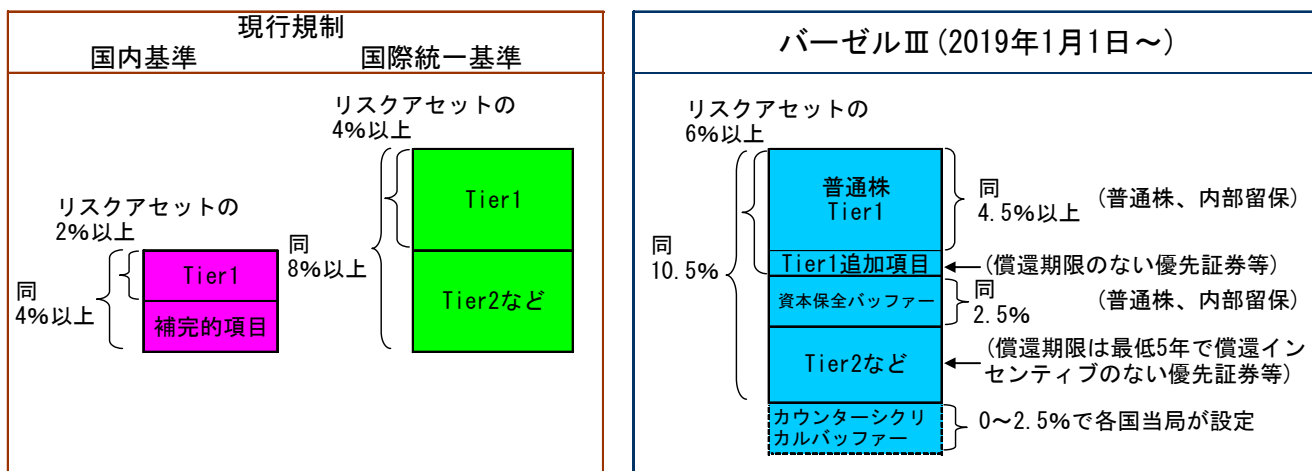 現行規制
国内基準
国際統一基準
リスクアセットの
4%以上
Tier1
同
8%以上
Tier2など
リスクアセットの
2%以上
Tier1
同
4%以上
補完的項目
バーゼルⅢ(2019年1月1日～)
リスクアセットの
6%以上
普通株
Tier1
同
4.5%以上
(普通株、内部留保)
同
10.5%
Tier1追加項目
(償還期限のない優先証券等)
資本保全バッファー
同
2.5%
(普通株、内部留保)
Tier2など
(償還期限は最低5年で償還イン
センティブのない優先証券等)
カウンターシクリ
カルバッファー
0～2.5%で各国当局が設定